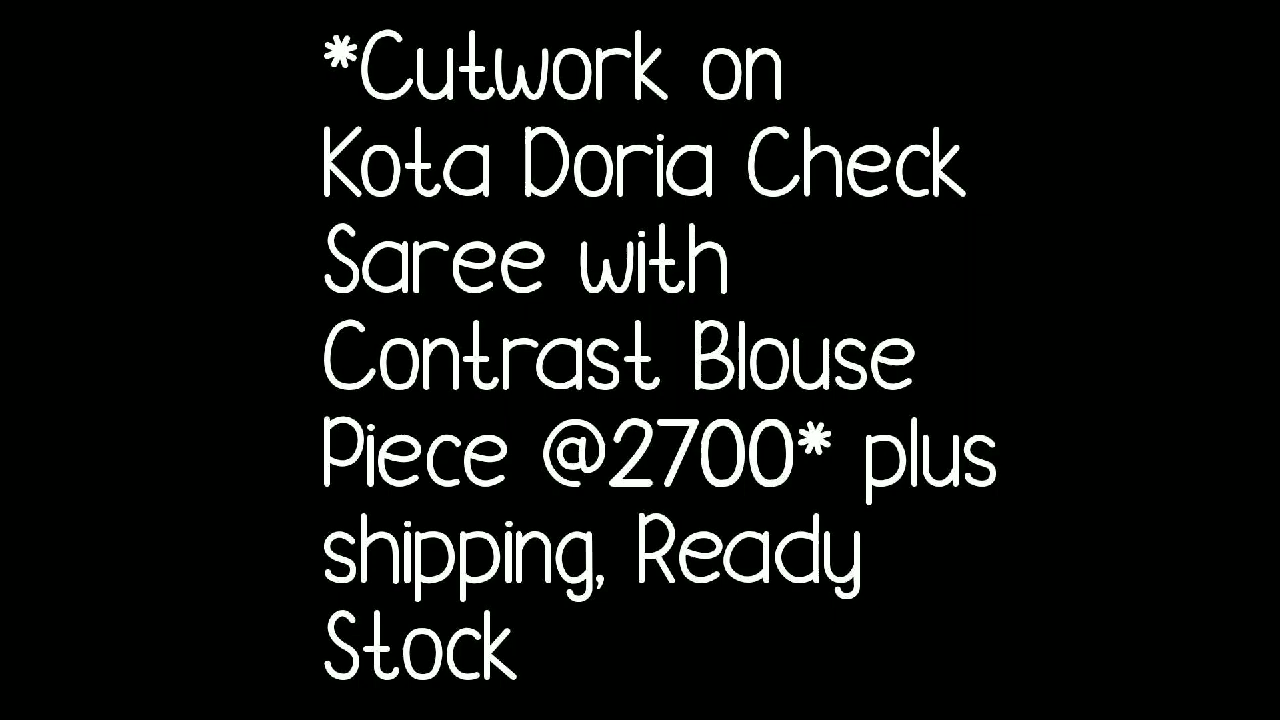 *Cutwork on
Kota Doria Check
Saree with
Contrast Blouse
Piece @2700* plus
shipping, Ready
Stock